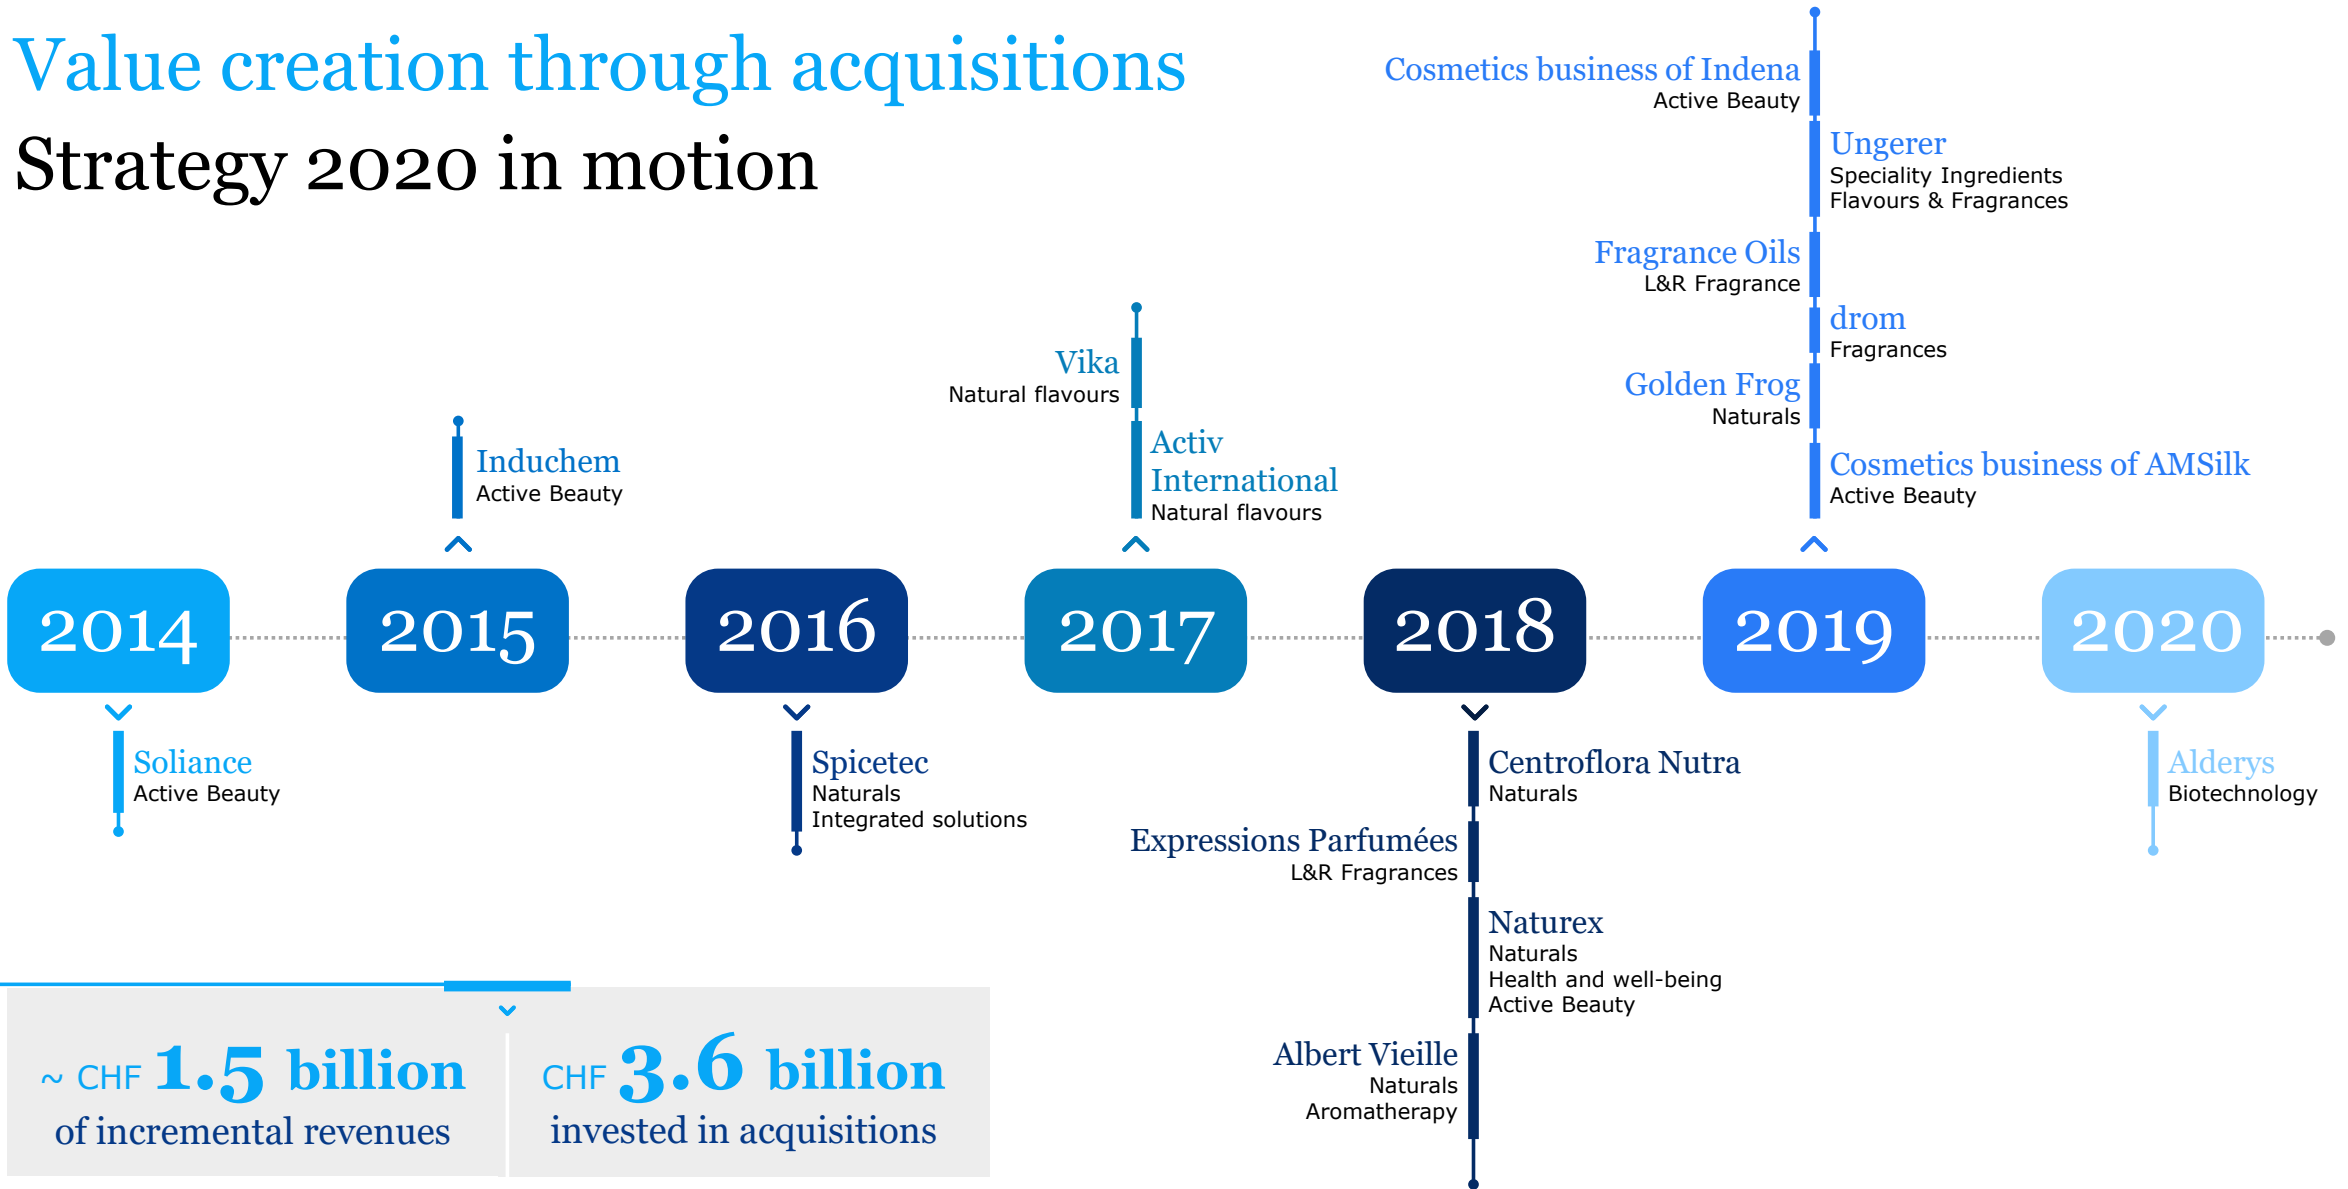 Value creation through acquisitions
Strategy 2020 in motion
Cosmetics business of Indena
Active Beauty
Ungerer
Speciality Ingredients
Flavours & Fragrances
Fragrance Oils
L&R Fragrance
drom
Fragrances
Golden Frog
Naturals
Cosmetics business of AMSilk
Active Beauty
Vika
Natural flavours
Activ
International
Natural flavours
Induchem
Active Beauty
2014
2015
2016
2017
2018
2019
2020
Soliance
Active Beauty
Spicetec
Naturals
Integrated solutions
Centroflora Nutra
Naturals
Expressions Parfumées
L&R Fragrances
Naturex
Naturals
Health and well-being
Active Beauty
Albert Vieille
Naturals
Aromatherapy
Alderys
Biotechnology
~ CHF 1.5 billion
of incremental revenues
CHF 3.6 billion
invested in acquisitions